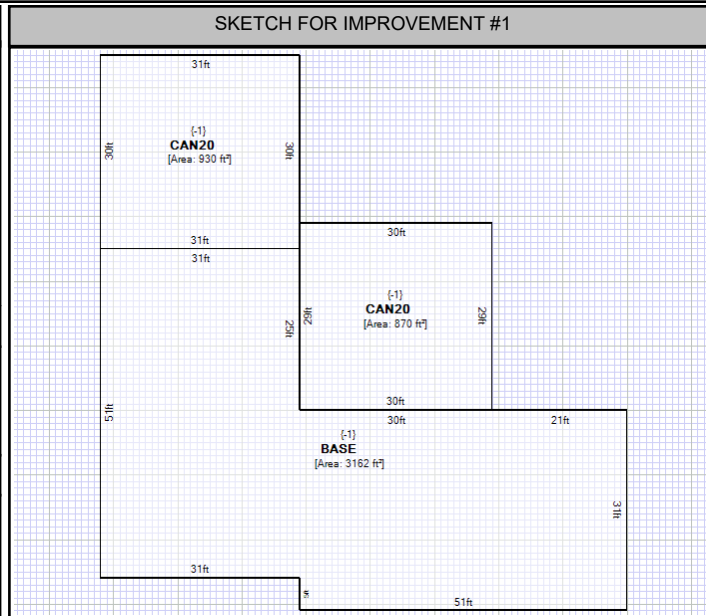 SKETCH FOR IMPROVEMENT #1
31ft
{-1}
CAN20
[Area: 930 ft²]
30ft
30ft
31ft
31ft
30ft
{-1}
CAN20
[Area: 870 ft²]
25ft
29ft
29ft
30ft
30ft
21ft
51ft
{-1}
BASE
[Area: 3162 ft²]
31ft
31ft
51ft